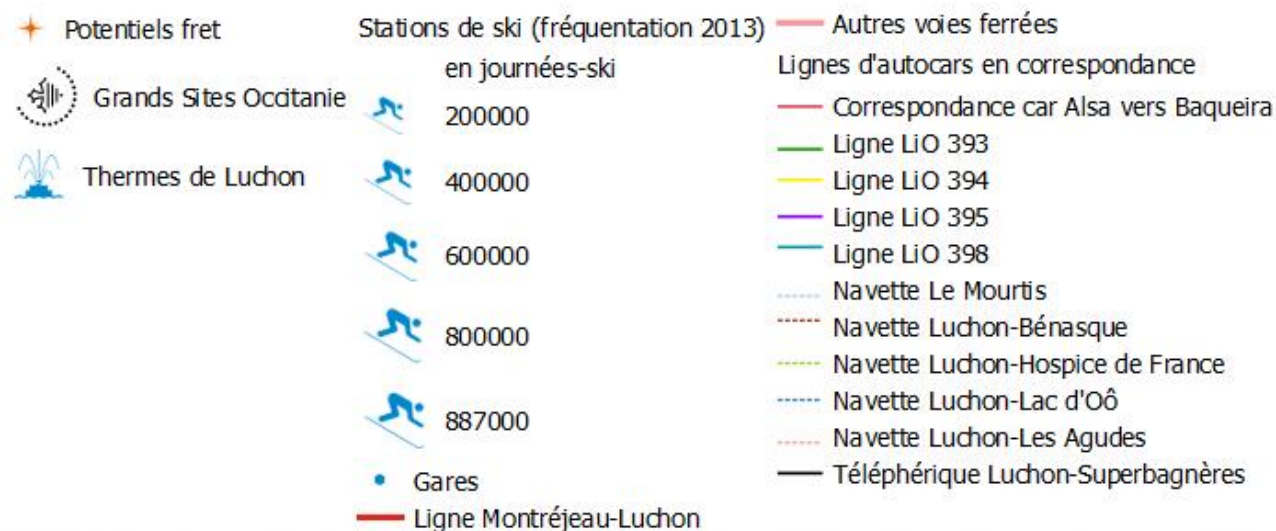 Potentiels fret
Grands Sites Occitanie
Thermes de Luchon
Stations de ski (fréquentation 2013)
en journées-ski
200000
400000
600000
800000
887000
Gares
Ligne Montréjeau-Luchon
Autres voies ferrées
Lignes d'autocars en correspondance
Correspondance car Alsa vers Baqueira
Ligne LiO 393
Ligne LiO 394
Ligne LiO 395
Ligne LiO 398
Navette Le Mourtis
Navette Luchon-Bénasque
Navette Luchon-Hospice de France
Navette Luchon-Lac d'Oô
Navette Luchon-Les Agudes
Téléphérique Luchon-Superbagnères